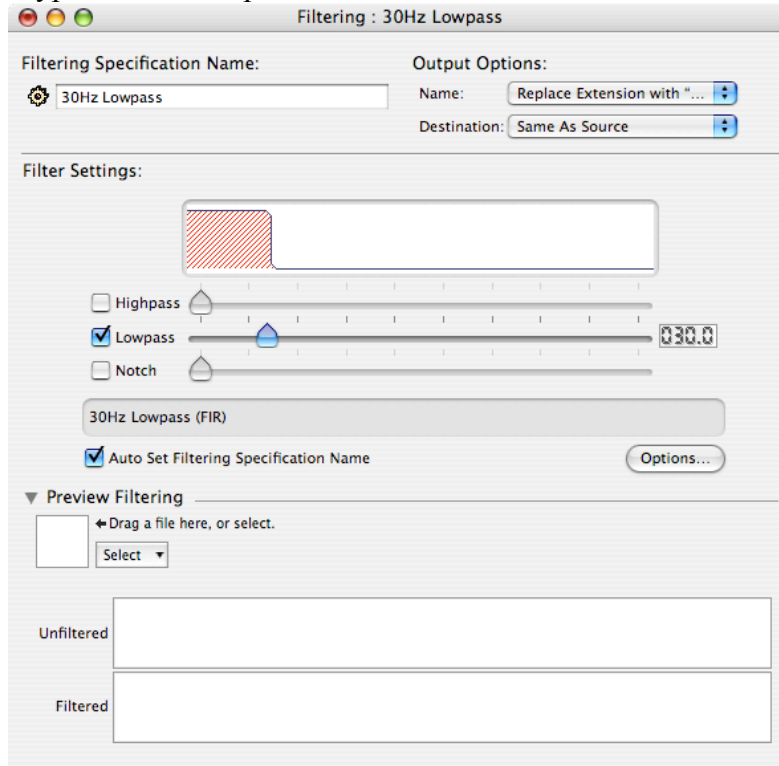 Filtering : 30Hz Lowpass
Filtering Specification Name:
Output Options:
30Hz Lowpass
Name: Replace Extension with “...
Destination: Same As Source
Filter Settings:
Highpass
Lowpass 030.0
Notch
30Hz Lowpass (FIR)
Auto Set Filtering Specification Name
Options...
Preview Filtering
Drag a file here, or select.
Select
Unfiltered
Filtered